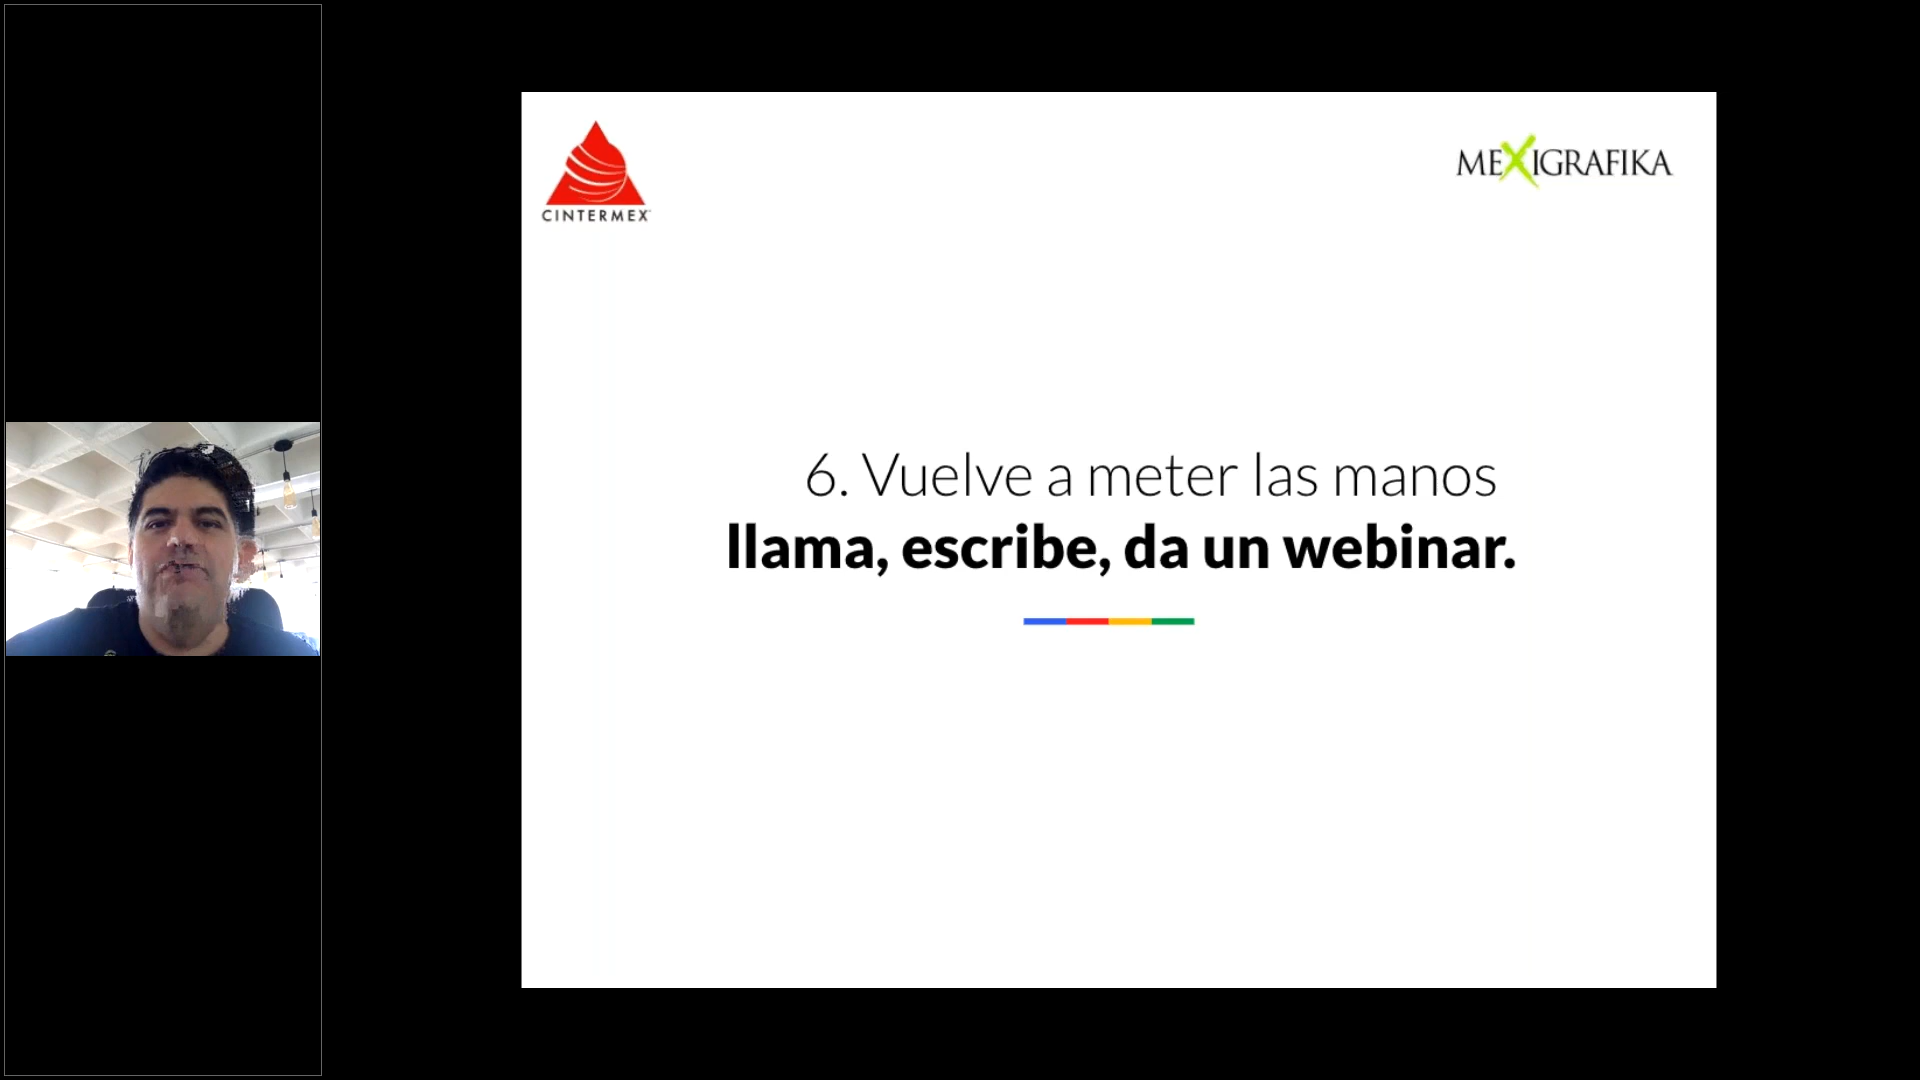 CINTERMEX
MEXIGRAFIKA
6. Vuelve a meter las manos
llama, escribe, da un webinar.